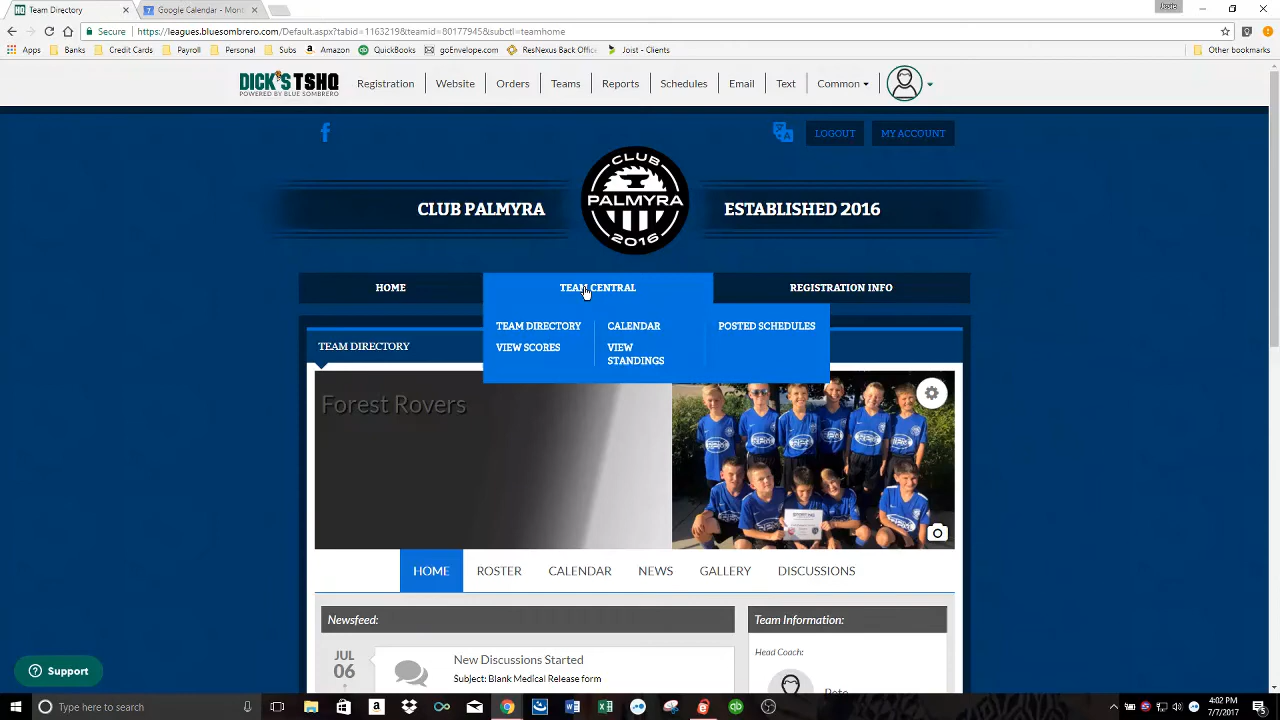 Team Directory
Google Calendar - Mont
Secure
https://leagues.bluesombrero.com/Default.aspx?tabid=1163219&teamid=80177945&subctl=teamhome
Apps Banks Credit Cards Payroll Personal Subs Amazon QuickBooks goEnvelope.com ResNexus Back Office Joist - Clients Other bookmarks
DICK'S TSHQ
POWERED BY BLUE SOMBRERO
Registration Website Orders Teams Reports Scheduler Email Text Common
LOGOUT MY ACCOUNT
CLUB PALMYRA
CLUB
PALMYRA
2016
ESTABLISHED 2016
HOME TEAM CENTRAL REGISTRATION INFO
TEAM DIRECTORY CALENDAR POSTED SCHEDULES
VIEW SCORES VIEW
STANDINGS
TEAM DIRECTORY
Forest Rovers
HOME ROSTER CALENDAR NEWS GALLERY DISCUSSIONS
Newsfeed: Team Information:
JUL
06
New Discussions Started
Subject: Blank Medical Release form
Head Coach:
Pete
Support
Type here to search
4:02 PM
7/7/2017